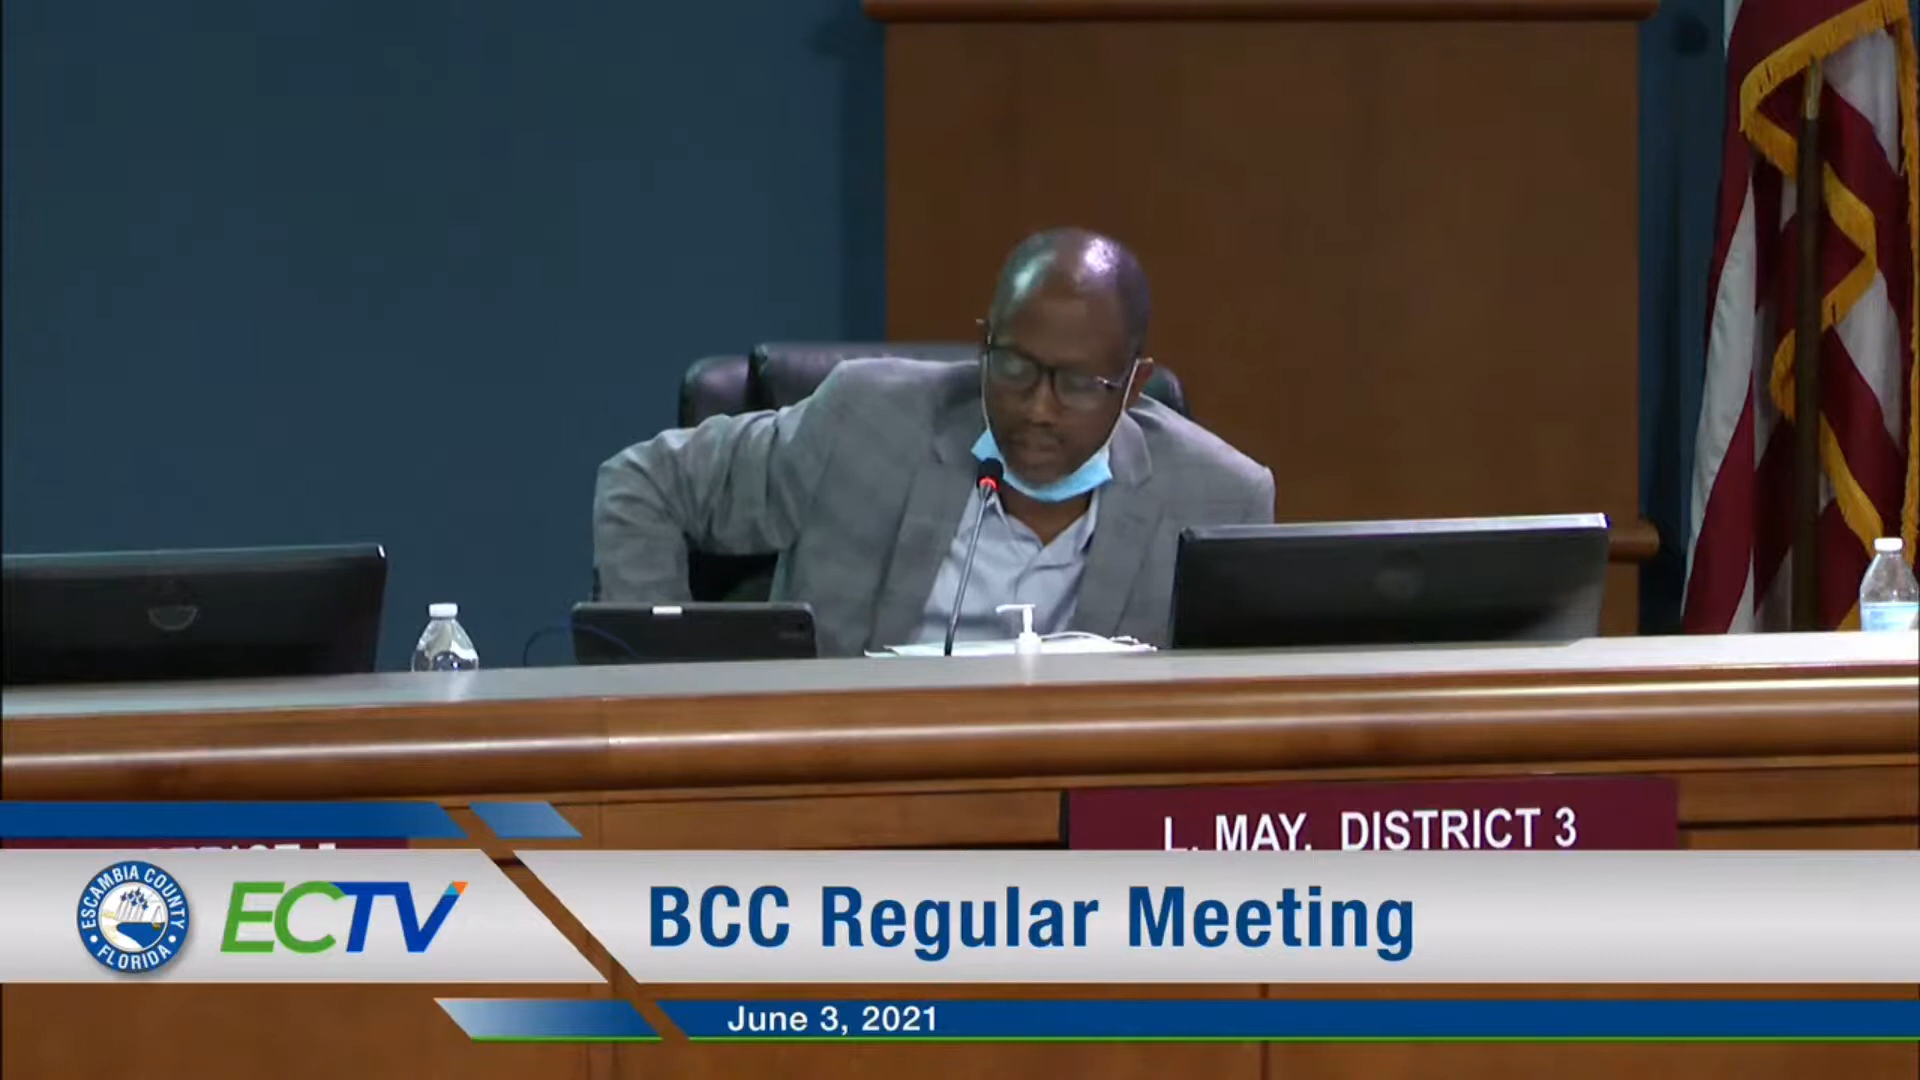 L. MAY, DISTRICT 3
ESCAMBIA COUNTY
FLORIDA
ECTV
BCC Regular Meeting
June 3, 2021